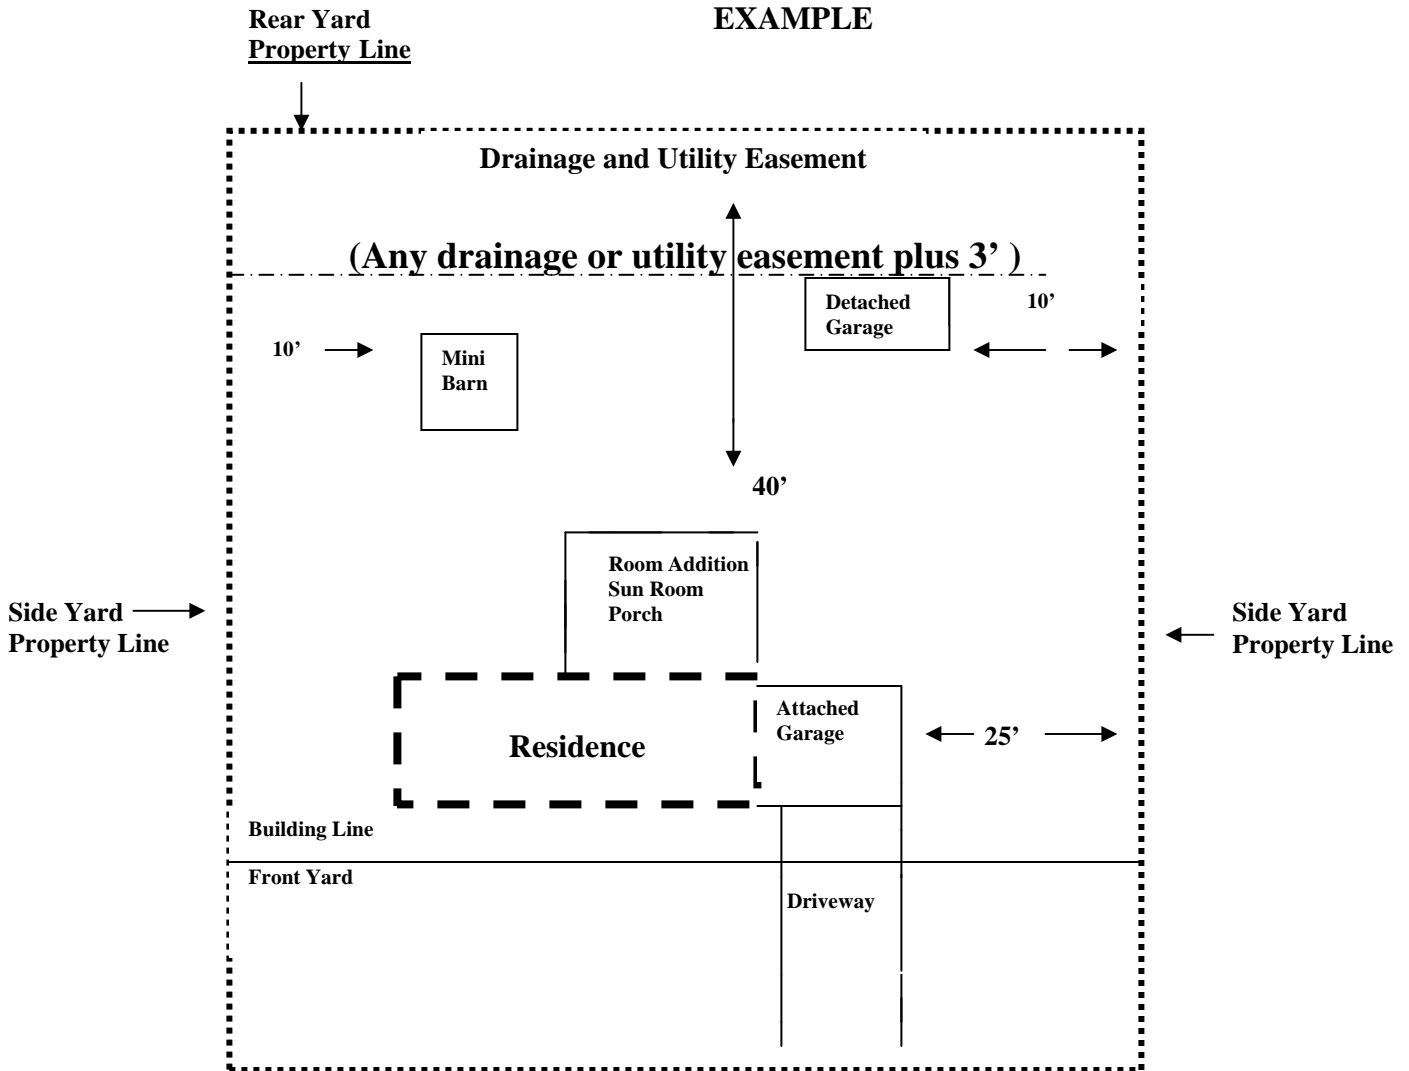 EXAMPLE
Rear Yard
Property Line
Drainage and Utility Easement
(Any drainage or utility easement plus 3’ )
Detached
Garage
10’
10’
Mini
Barn
40’
Room Addition
Sun Room
Porch
Side Yard
Property Line
Side Yard
Property Line
Attached
Garage
25’
Residence
Building Line
Front Yard
Driveway